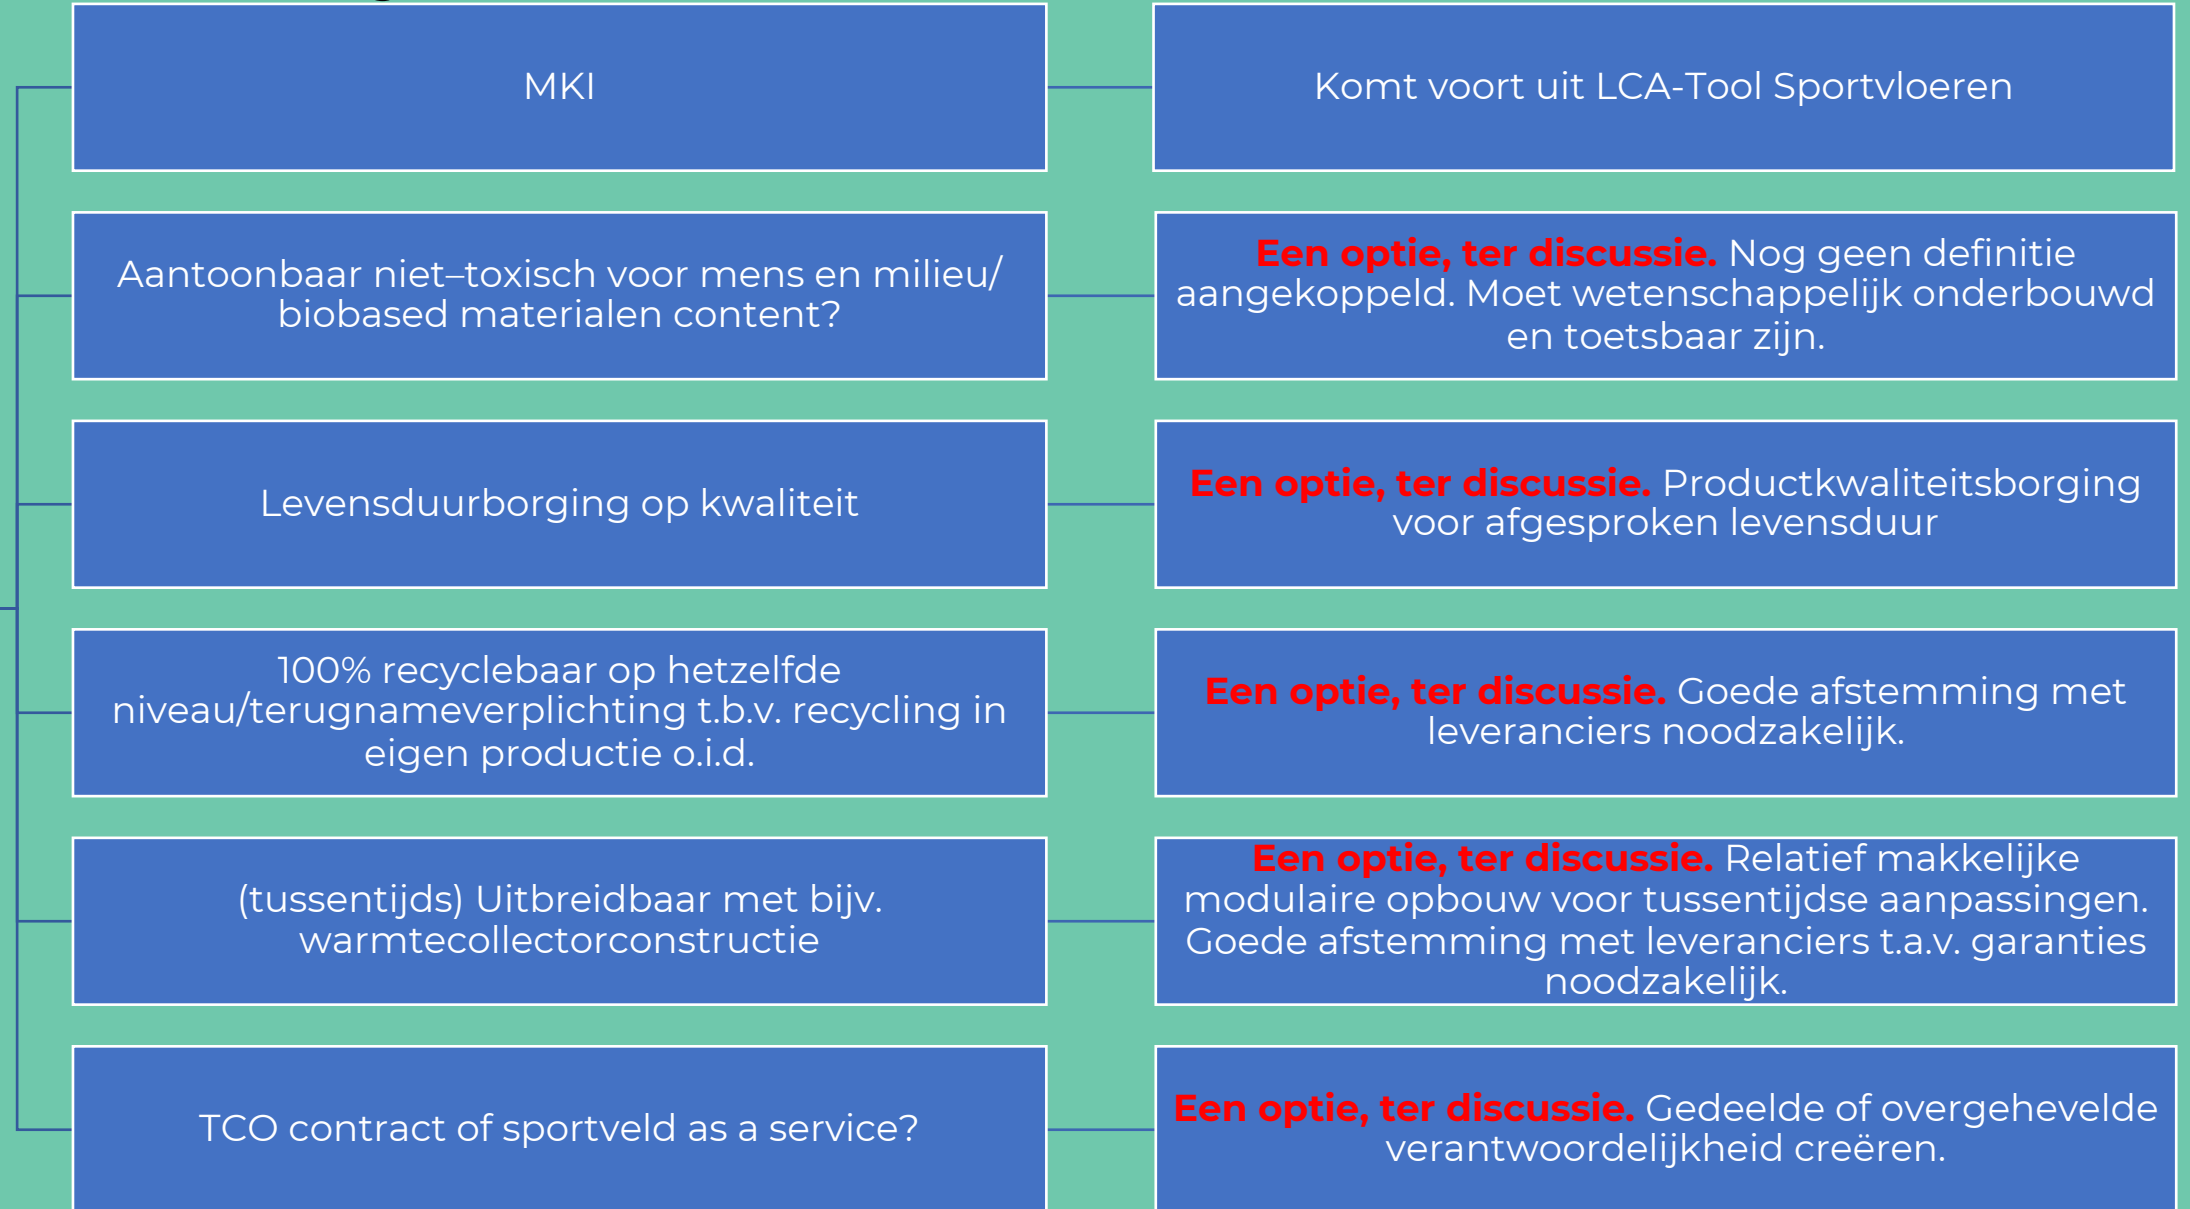 MKI
Komt voort uit LCA-Tool Sportvloeren
Aantoonbaar niet–toxisch voor mens en milieu/
biobased materialen content?
Een optie, ter discussie. Nog geen definitie
aangekoppeld. Moet wetenschappelijk onderbouwd
en toetsbaar zijn.
Levensduurborging op kwaliteit
Een optie, ter discussie. Productkwaliteitsborging
voor afgesproken levensduur
100% recyclebaar op hetzelfde
niveau/terugnameverplichting t.b.v. recycling in
eigen productie o.i.d.
Een optie, ter discussie. Goede afstemming met
leveranciers noodzakelijk.
(tussentijds) Uitbreidbaar met bijv.
warmtecollectorconstructie
Een optie, ter discussie. Relatief makkelijke
modulaire opbouw voor tussentijdse aanpassingen.
Goede afstemming met leveranciers t.a.v. garanties
noodzakelijk.
TCO contract of sportveld as a service?
Een optie, ter discussie. Gedeelde of overgehevelde
verantwoordelijkheid creëren.